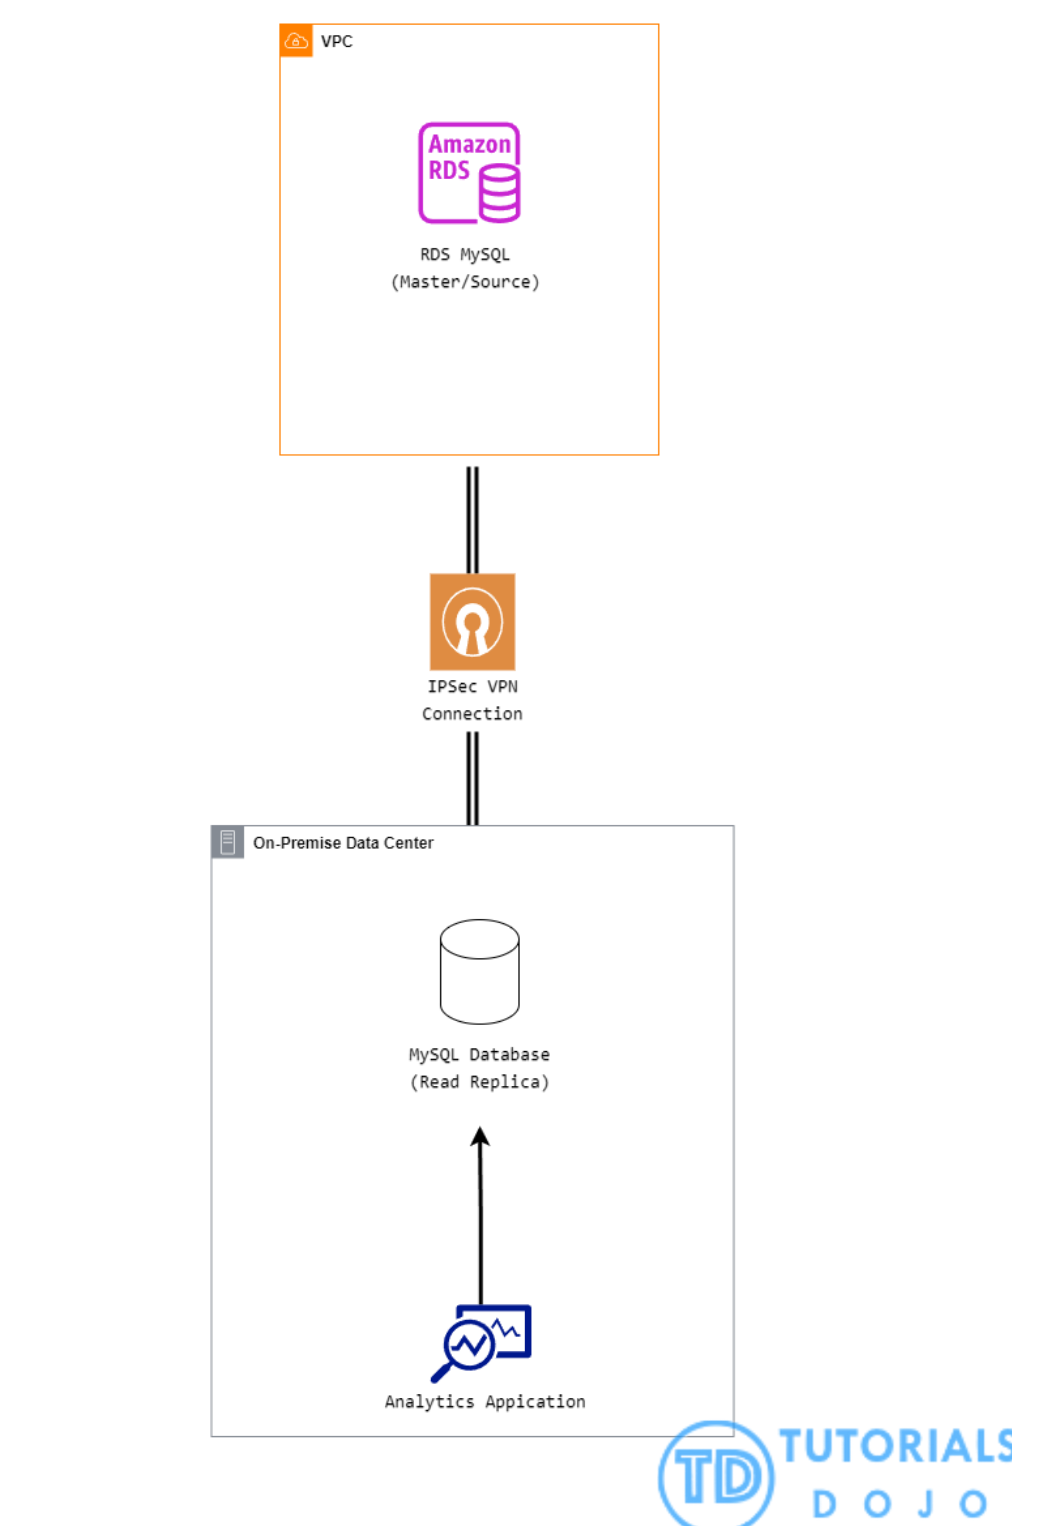 VPC
Amazon
RDS
RDS MySQL
(Master/Source)
IPSec VPN
Connection
On-Premise Data Center
MySQL Database
(Read Replica)
Analytics Appication
TD
TUTORIALS
DOJO